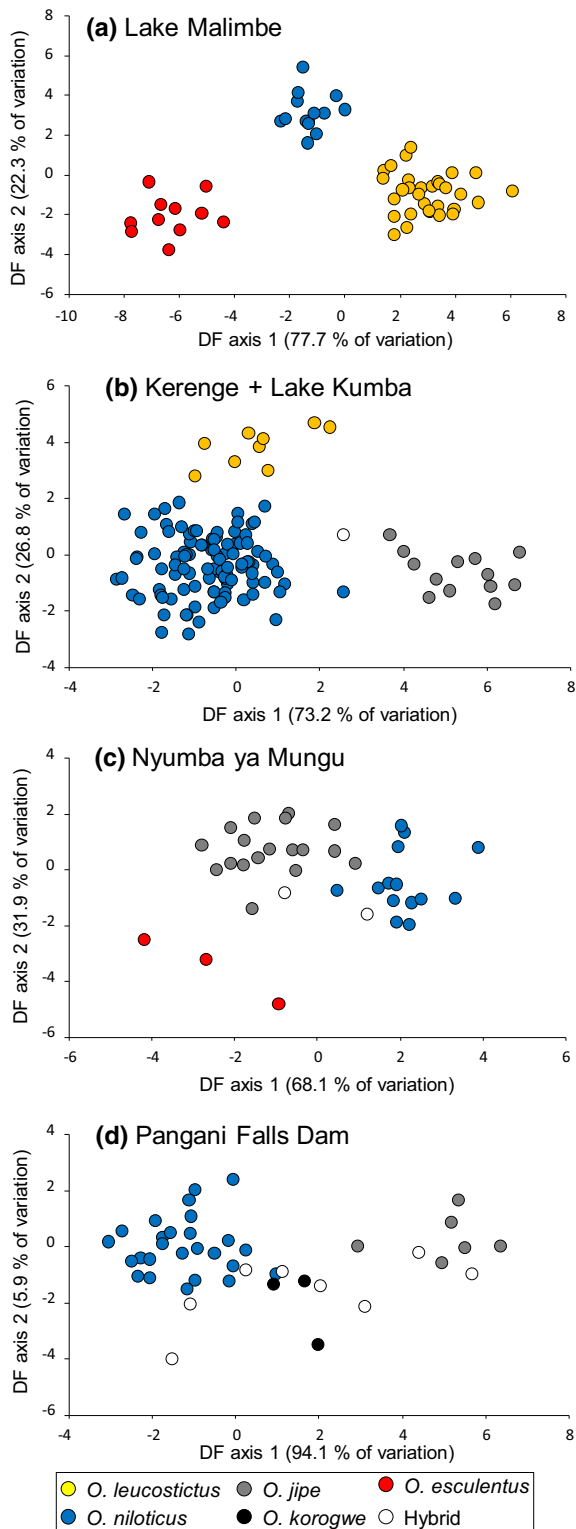 (a) Lake Malimbe
8
6
4
2
0
-2
-4
-6
DF axis 2 (22.3 % of variation)
-10 -8 -6 -4 -2 0 2 4 6 8
DF axis 1 (77.7 % of variation)
(b) Kerenge + Lake Kumba
6
4
2
0
-2
-4
DF axis 2 (26.8 % of variation)
-4 -2 0 2 4 6 8
DF axis 1 (73.2 % of variation)
(c) Nyumba ya Mungu
4
2
0
-2
-4
-6
DF axis 2 (31.9 % of variation)
-6 -4 -2 0 2 4 6
DF axis 1 (68.1 % of variation)
(d) Pangani Falls Dam
4
2
0
-2
-4
-6
DF axis 2 (5.9 % of variation)
-4 -2 0 2 4 6 8
DF axis 1 (94.1 % of variation)
O. leucostictus O. jipe O. esculentus
O. niloticus O. korogwe Hybrid